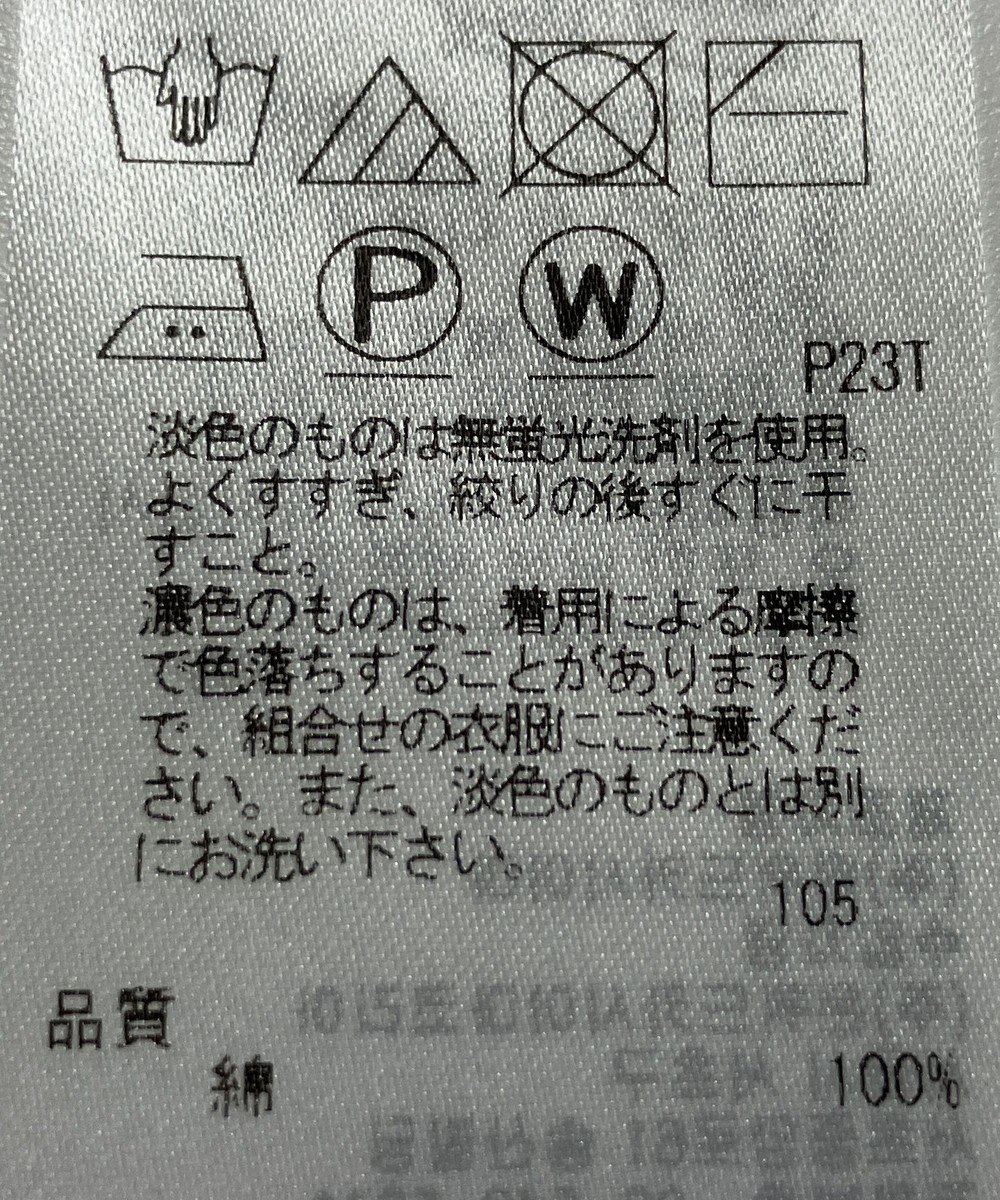 P
W
P23T
淡色のものは無蛍光洗剤を使用。
よくすすぎ、絞りの後すぐに干
すこと。
濃色のものは、着用による摩擦
で色落ちすることがありますの
で、組合せの衣服にご注意くだ
さい。また、淡色のものとは別
にお洗い下さい。
105
品質
綿 100%